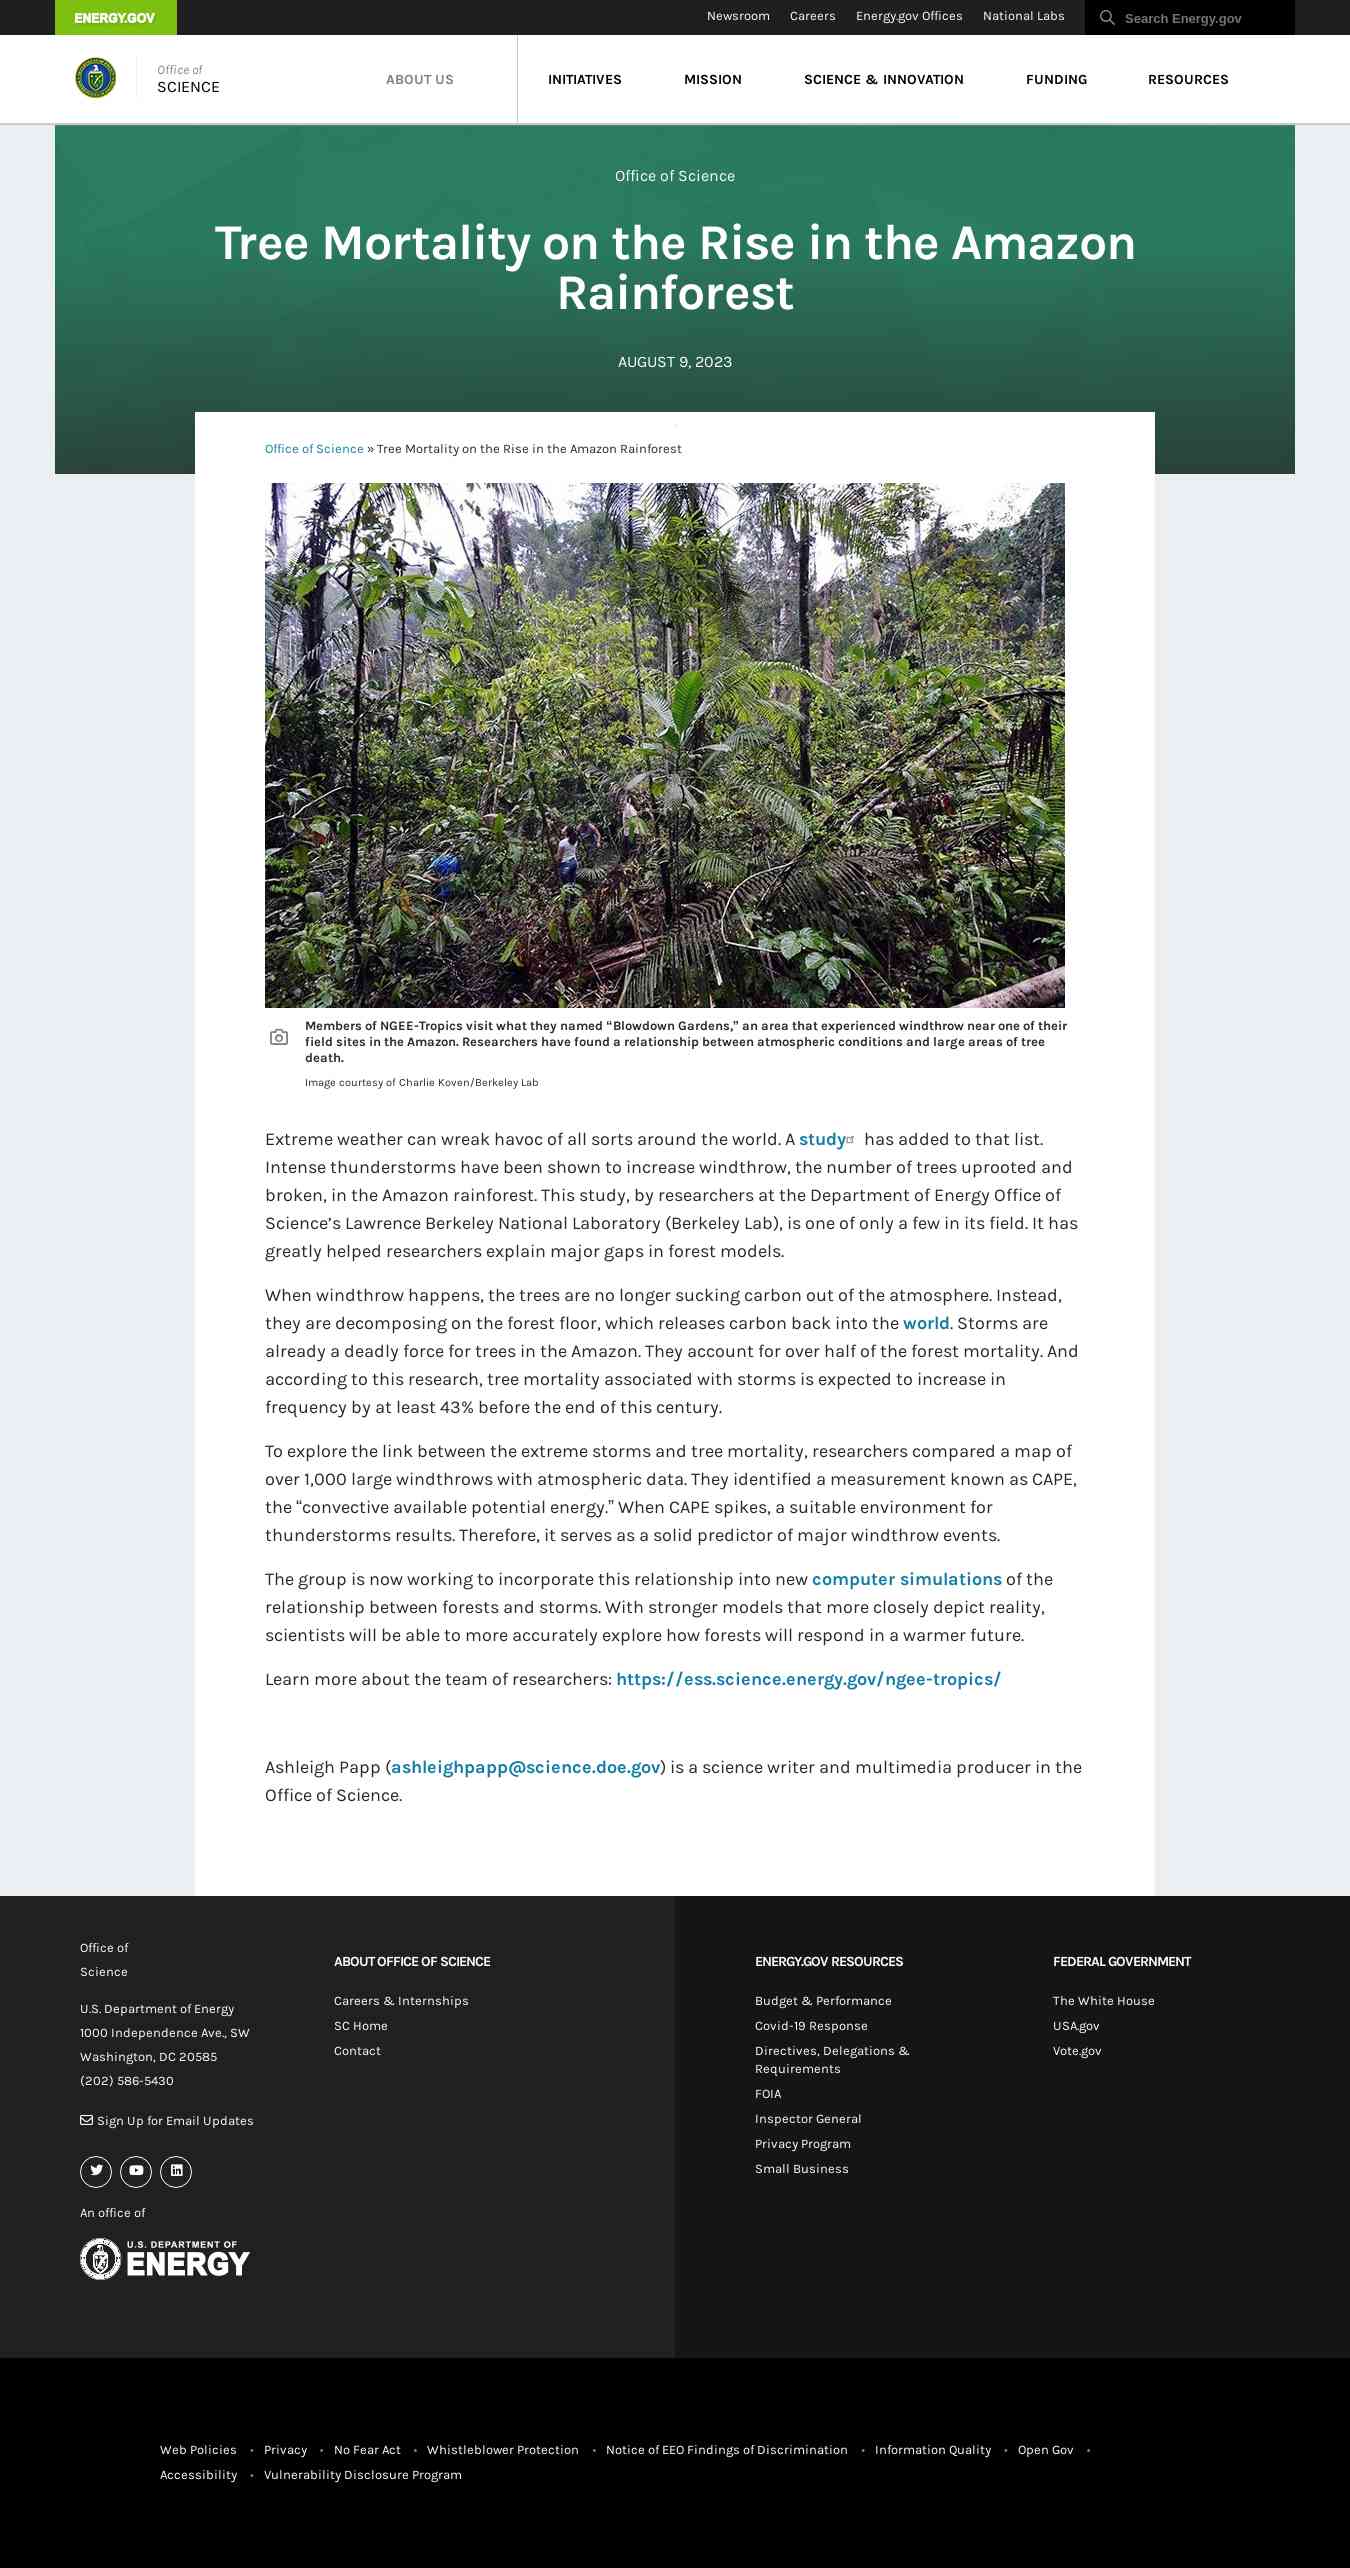 ENERGY.GOV
Newsroom Careers Energy.gov Offices National Labs Search Energy.gov
Office of
SCIENCE
ABOUT US INITIATIVES MISSION SCIENCE & INNOVATION FUNDING RESOURCES
Office of Science
Tree Mortality on the Rise in the Amazon
Rainforest
AUGUST 9, 2023
Office of Science » Tree Mortality on the Rise in the Amazon Rainforest
Members of NGEE-Tropics visit what they named “Blowdown Gardens,” an area that experienced windthrow near one of their
field sites in the Amazon. Researchers have found a relationship between atmospheric conditions and large areas of tree
death.
Image courtesy of Charlie Koven/Berkeley Lab
Extreme weather can wreak havoc of all sorts around the world. A study has added to that list.
Intense thunderstorms have been shown to increase windthrow, the number of trees uprooted and
broken, in the Amazon rainforest. This study, by researchers at the Department of Energy Office of
Science’s Lawrence Berkeley National Laboratory (Berkeley Lab), is one of only a few in its field. It has
greatly helped researchers explain major gaps in forest models.
When windthrow happens, the trees are no longer sucking carbon out of the atmosphere. Instead,
they are decomposing on the forest floor, which releases carbon back into the world. Storms are
already a deadly force for trees in the Amazon. They account for over half of the forest mortality. And
according to this research, tree mortality associated with storms is expected to increase in
frequency by at least 43% before the end of this century.
To explore the link between the extreme storms and tree mortality, researchers compared a map of
over 1,000 large windthrows with atmospheric data. They identified a measurement known as CAPE,
the “convective available potential energy.” When CAPE spikes, a suitable environment for
thunderstorms results. Therefore, it serves as a solid predictor of major windthrow events.
The group is now working to incorporate this relationship into new computer simulations of the
relationship between forests and storms. With stronger models that more closely depict reality,
scientists will be able to more accurately explore how forests will respond in a warmer future.
Learn more about the team of researchers: https://ess.science.energy.gov/ngee-tropics/
Ashleigh Papp (ashleighpapp@science.doe.gov) is a science writer and multimedia producer in the
Office of Science.
Office of
Science
U.S. Department of Energy
1000 Independence Ave., SW
Washington, DC 20585
(202) 586-5430
Sign Up for Email Updates
An office of
U.S. DEPARTMENT OF
ENERGY
ABOUT OFFICE OF SCIENCE
Careers & Internships
SC Home
Contact
ENERGY.GOV RESOURCES
Budget & Performance
Covid-19 Response
Directives, Delegations &
Requirements
FOIA
Inspector General
Privacy Program
Small Business
FEDERAL GOVERNMENT
The White House
USA.gov
Vote.gov
Web Policies • Privacy • No Fear Act • Whistleblower Protection • Notice of EEO Findings of Discrimination • Information Quality • Open Gov •
Accessibility • Vulnerability Disclosure Program